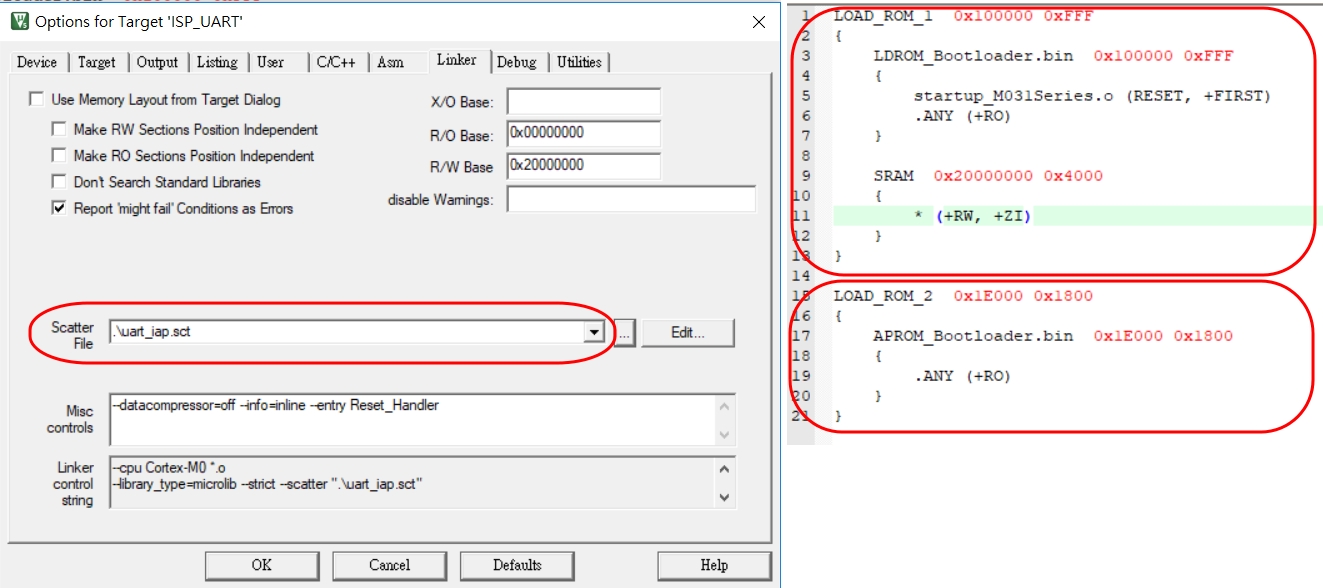 Options for Target 'ISP_UART'
Device Target Output Listing User C/C++ Asm Linker Debug Utilities
Use Memory Layout from Target Dialog
Make RW Sections Position Independent
Make RO Sections Position Independent
Don't Search Standard Libraries
Report 'might fail' Conditions as Errors
X/O Base:
R/O Base: 0x00000000
R/W Base 0x20000000
disable Warnings:
Scatter File .\uart_iap.sct ... Edit...
Misc controls --datacompressor=off --info=inline --entry Reset_Handler
Linker control string --cpu Cortex-M0 *.o
--library_type=microlib --strict --scatter ".\uart_iap.sct"
OK Cancel Defaults Help
1 LOAD_ROM_1 0x100000 0xFFF
2 {
3 LDROM_Bootloader.bin 0x100000 0xFFF
4 {
5 startup_M031Series.o (RESET, +FIRST)
6 .ANY (+RO)
7 }
8
9 SRAM 0x20000000 0x4000
10 {
11 * (+RW, +ZI)
12 }
13 }
14
15 LOAD_ROM_2 0x1E000 0x1800
16 {
17 APROM_Bootloader.bin 0x1E000 0x1800
18 {
19 .ANY (+RO)
20 }
21 }